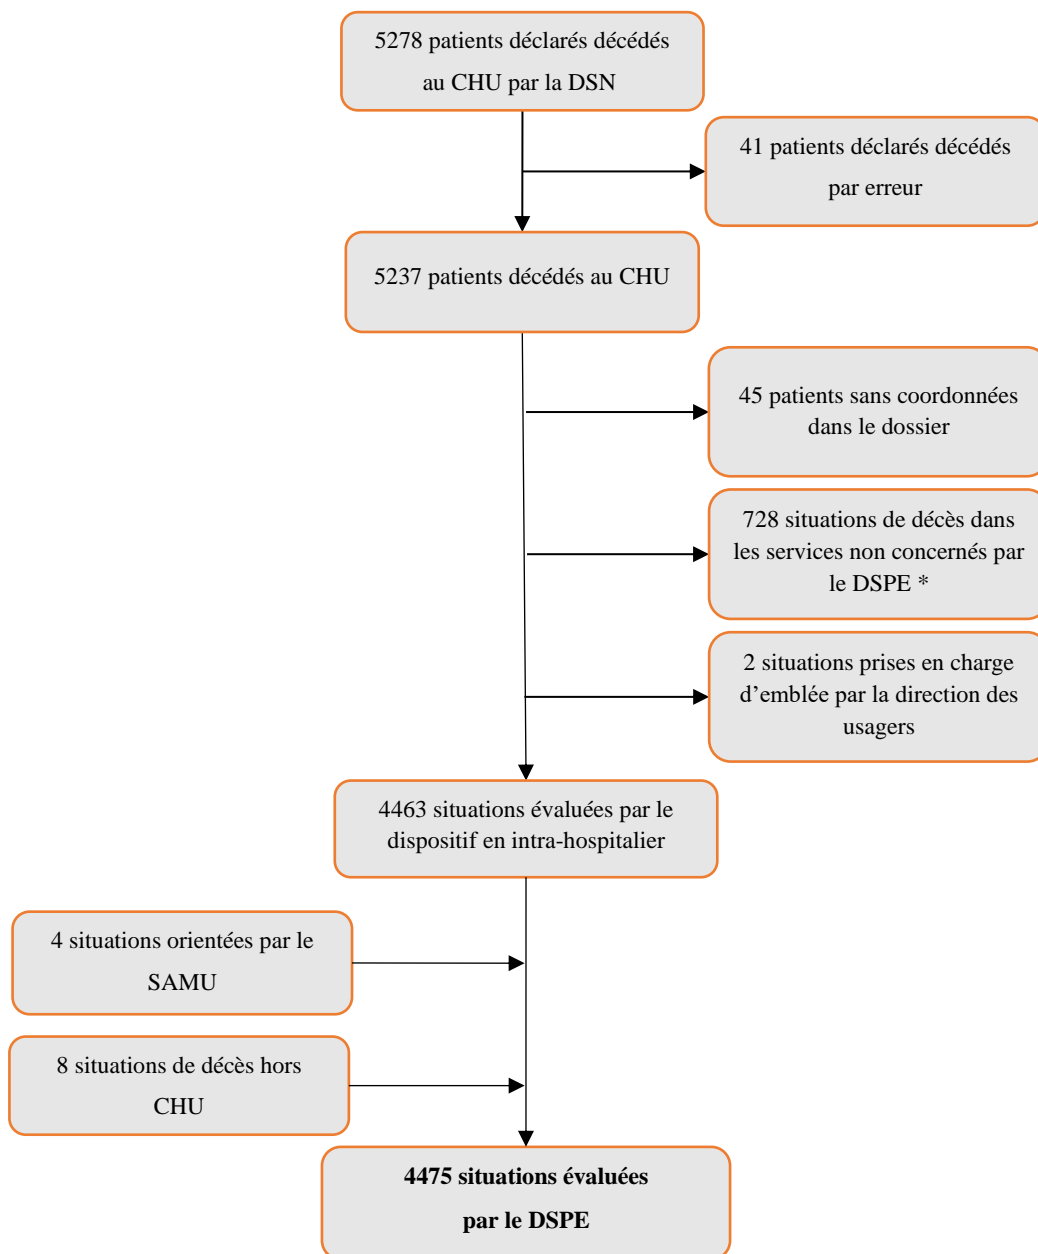 5278 patients déclarés décédés
au CHU par la DSN
41 patients déclarés décédés
par erreur
5237 patients décédés au CHU
45 patients sans coordonnées
dans le dossier
728 situations de décès dans
les services non concernés par
le DSPE *
2 situations prises en charge
d’emblée par la direction des
usagers
4463 situations évaluées par le
dispositif en intra-hospitalier
4 situations orientées par le
SAMU
8 situations de décès hors
CHU
4475 situations évaluées
par le DSPE